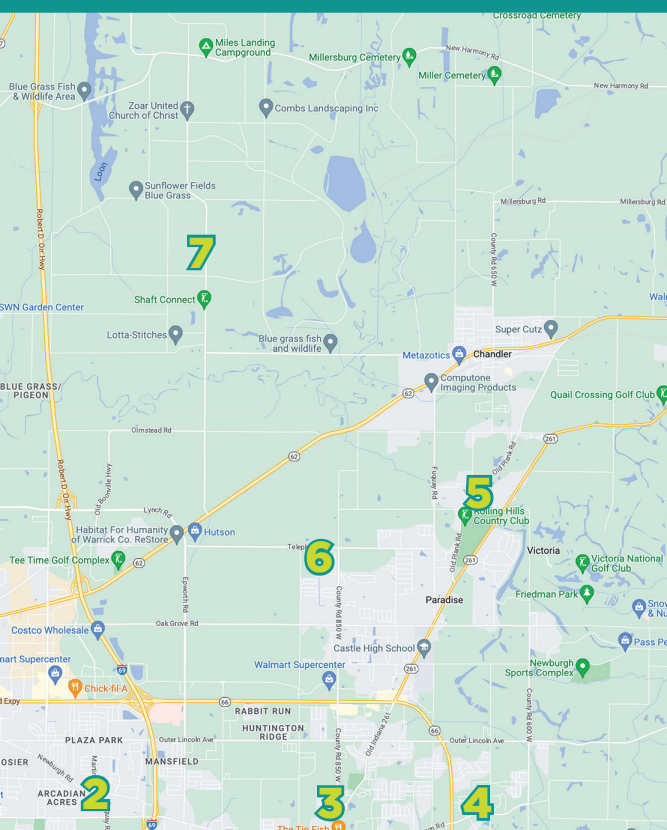 Crossroad Cemetery
Miles Landing
Campground
Millersburg Cemetery
New Harmony Rd
Miller Cemetery
New Harmony Rd
Blue Grass Fish
& Wildlife Area
Zoar United
Church of Christ
Combs Landscaping Inc
Loon
Sunflower Fields
Blue Grass
Millersburg Rd
Millersburg Rd
Robert D. Orr Hwy
7
County Rd 650 W
Shaft Connect
SWN Garden Center
Lotta-Stitches
Super Cutz
Blue grass fish
and wildlife
Metazotics
Chandler
Computone
Imaging Products
BLUE GRASS/
PIGEON
62
Quail Crossing Golf Club
Olmstead Rd
261
62
Robert D. Orr Hwy
Old Boonville Hwy
Fuquay Rd
Old Plank Rd
5
Rolling Hills
Country Club
Lynch Rd
Habitat For Humanity
of Warrick Co. ReStore
Hutson
Tee Time Golf Complex
62
6
Old Plank Rd
261
Victoria
Victoria National
Golf Club
Epworth Rd
County Rd 850 W
Paradise
Friedman Park
Oak Grove Rd
Costco Wholesale
Castle High School
Walmart Supercenter
69
261
Newburgh
Sports Complex
Chick-fil-A
66
RABBIT RUN
HUNTINGTON
RIDGE
County Rd 850 W
Old Indiana 261
66
County Rd 600 W
PLAZA PARK
Outer Lincoln Ave
Outer Lincoln Ave
MANSFIELD
Newburgh Rd
ARCADIAN
ACRES
2
3
4
69
The Tin Fish